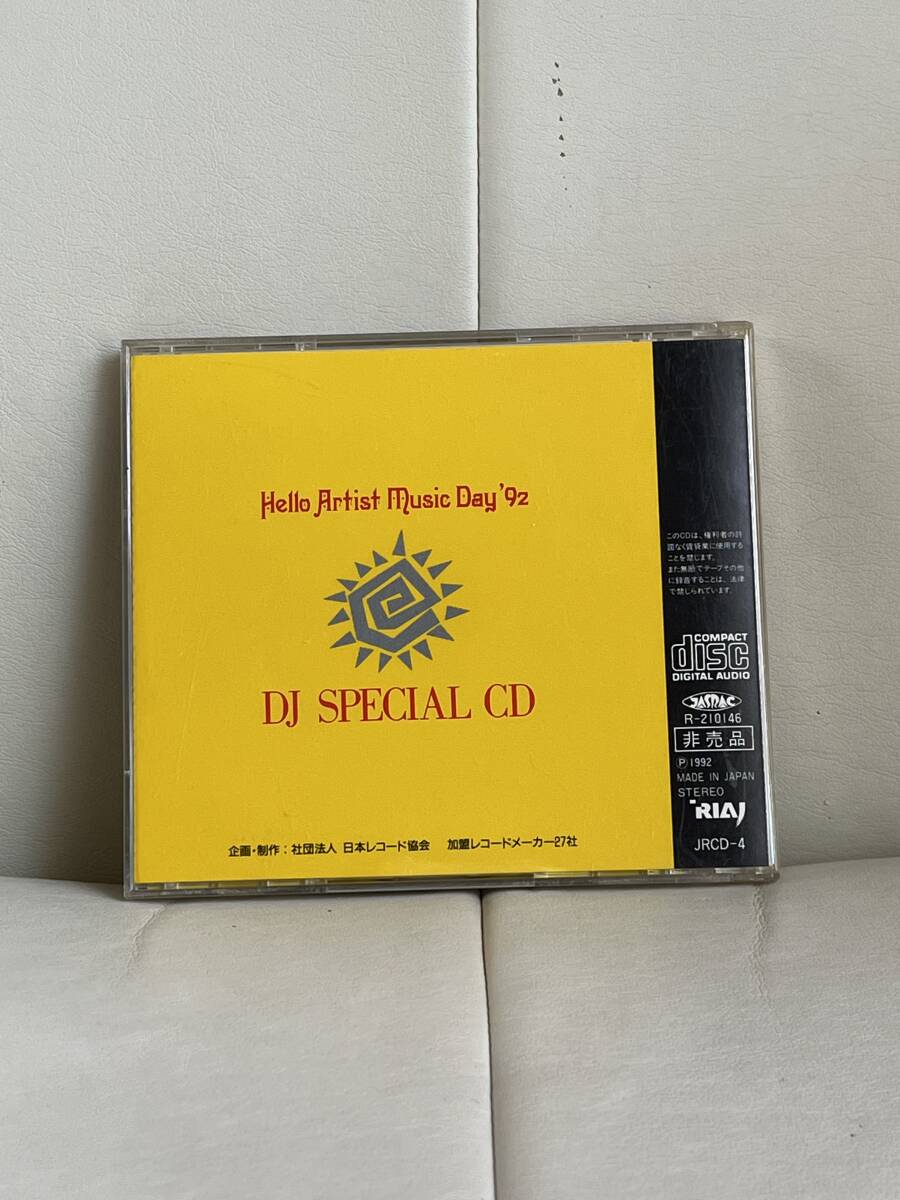 Hello Artist Music Day '92
DJ SPECIAL CD
企画・制作：社団法人 日本レコード協会 加盟レコードメーカー27社
このCDは、権利者の許
諾なく賃貸業に使用する
ことを禁じます。
また無断でテープその他
に録音することは、法律
で禁じられています。
COMPACT
disc
DIGITAL AUDIO
JASRAC
R-210146
非売品
Ⓟ1992
MADE IN JAPAN
STEREO
RIAJ
JRCD-4